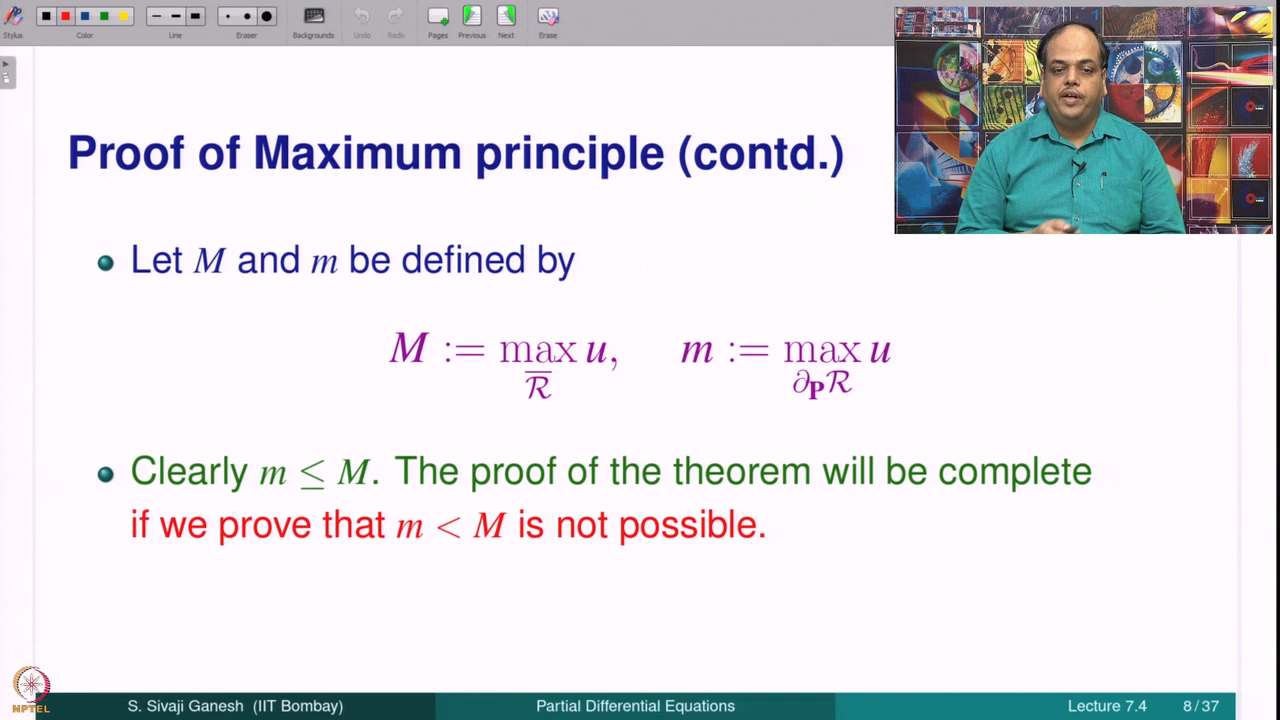 Stylus Color Line Eraser Backgrounds Undo Redo Pages Previous Next Erase
Proof of Maximum principle (contd.)
Let M and m be defined by
M := max u, m := max u
R̅ ∂ₚR
Clearly m ≤ M. The proof of the theorem will be complete
if we prove that m < M is not possible.
NPTEL
S. Sivaji Ganesh (IIT Bombay) Partial Differential Equations Lecture 7.4 8/37